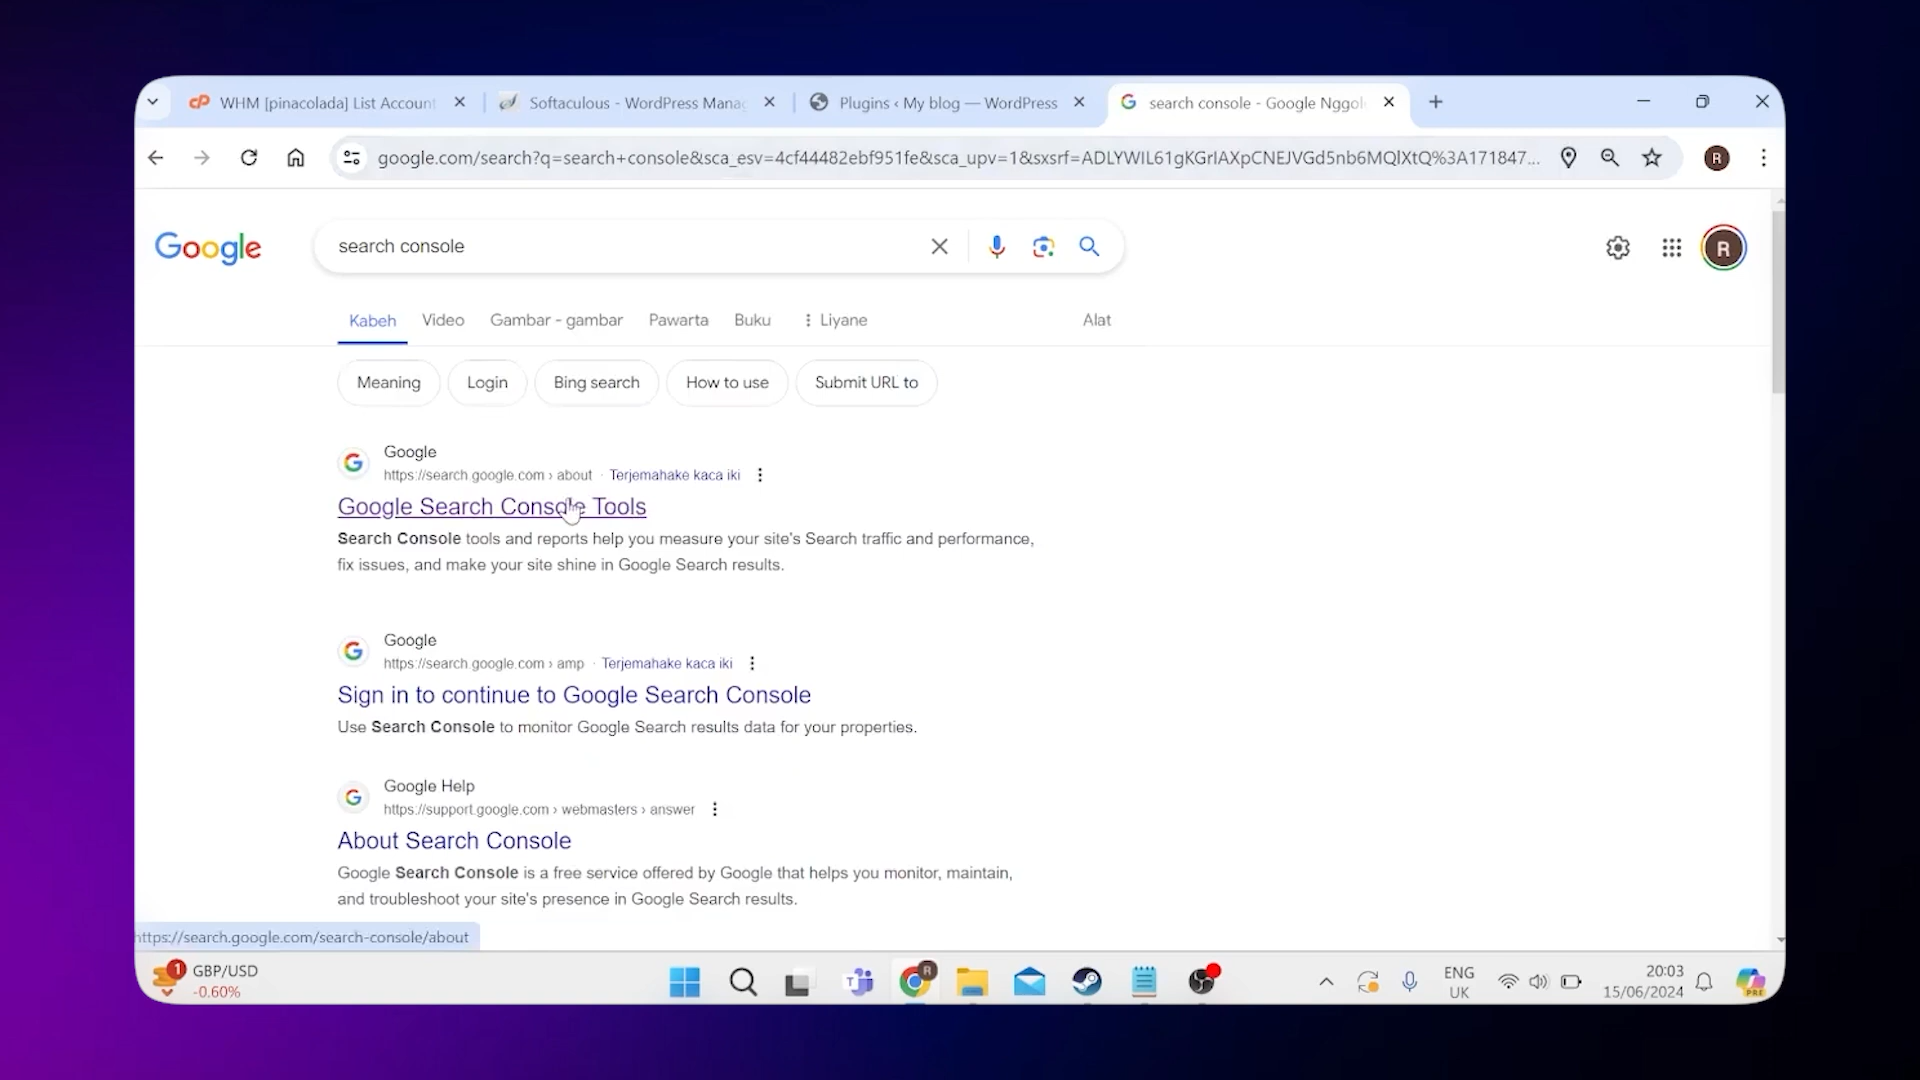 WHM [pinacolada] List Account
Softaculous - WordPress Manag
Plugins ‹ My blog — WordPress
search console - Google Nggol
google.com/search?q=search+console&sca_esv=4cf44482ebf951fe&sca_upv=1&sxsrf=ADLYWIL61gKGrIAXpCNEJVGd5nb6MQlXtQ%3A171847...
R
Google
search console
R
Kabeh
Video
Gambar - gambar
Pawarta
Buku
Liyane
Alat
Meaning
Login
Bing search
How to use
Submit URL to
Google
https://search.google.com › about · Terjemahake kaca iki
Google Search Console Tools
Search Console tools and reports help you measure your site's Search traffic and performance,
fix issues, and make your site shine in Google Search results.
Google
https://search.google.com › amp · Terjemahake kaca iki
Sign in to continue to Google Search Console
Use Search Console to monitor Google Search results data for your properties.
Google Help
https://support.google.com › webmasters › answer
About Search Console
Google Search Console is a free service offered by Google that helps you monitor, maintain,
and troubleshoot your site's presence in Google Search results.
https://search.google.com/search-console/about
1
GBP/USD
-0.60%
R
ENG
UK
20:03
15/06/2024
PRE